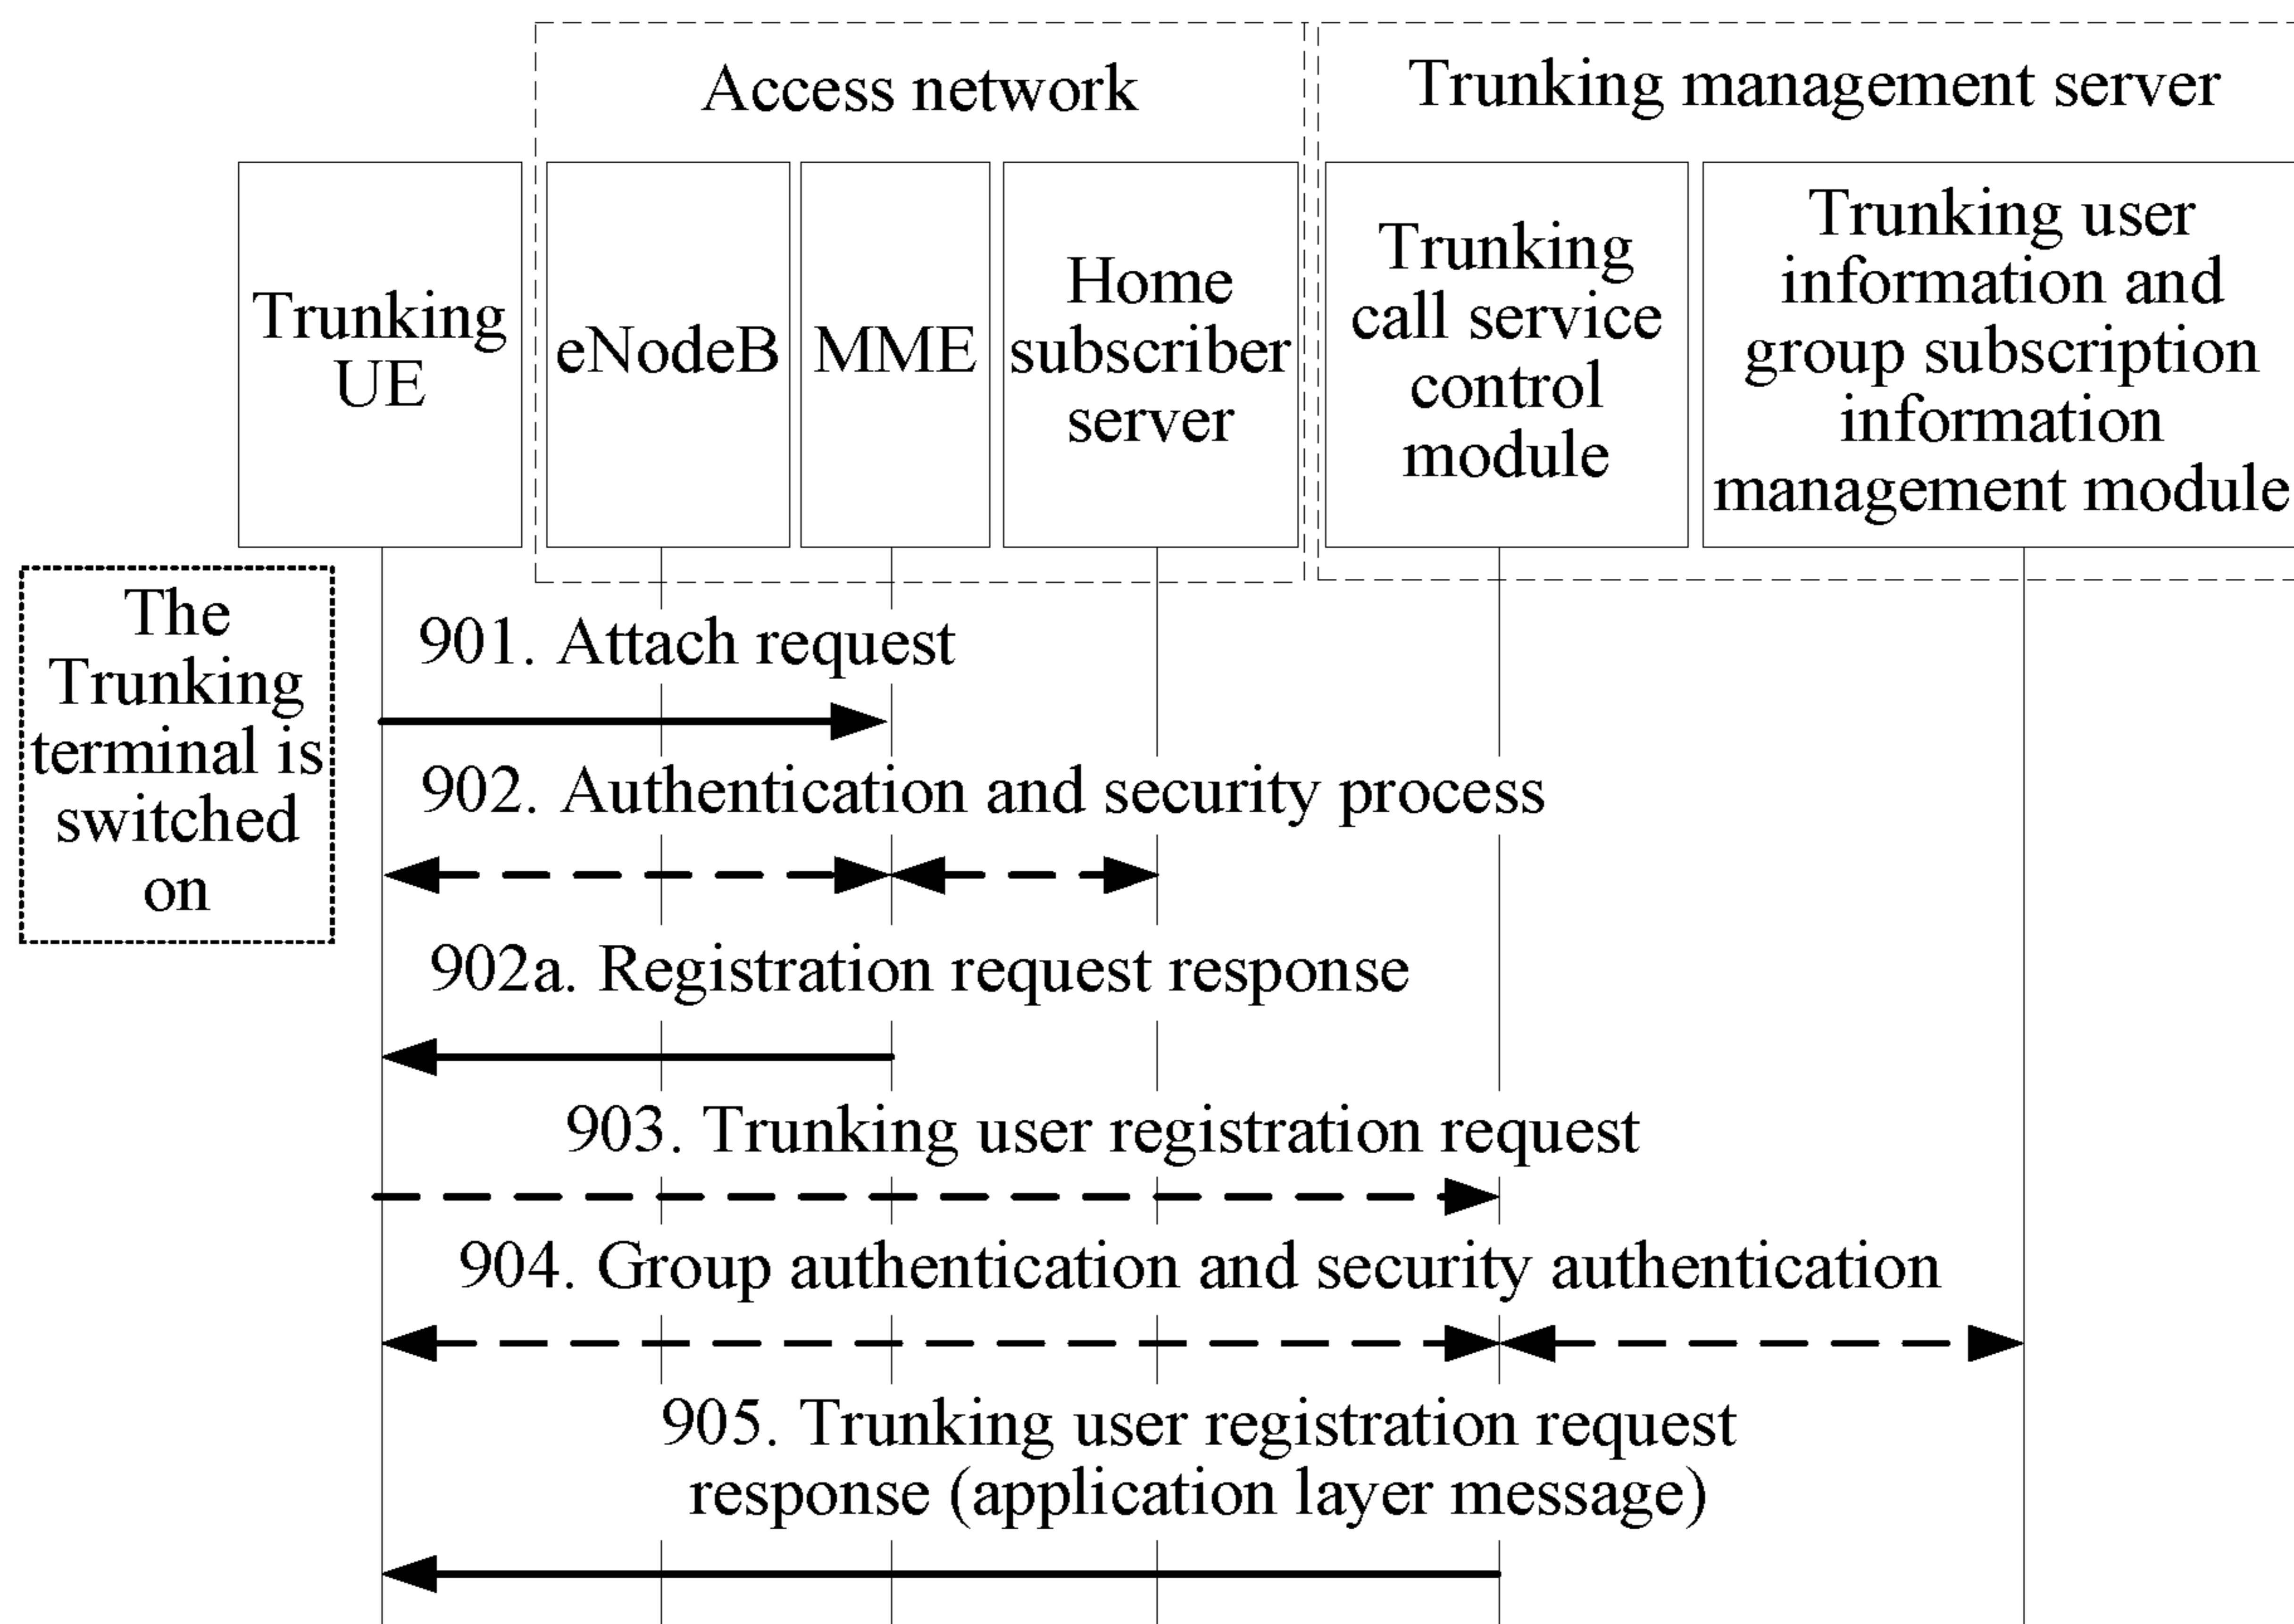 Access network
Trunking management server
Trunking
UE
eNodeB
MME
Home
subscriber
server
Trunking
call service
control
module
Trunking user
information and
group subscription
information
management module
The
Trunking
terminal is
switched
on
901. Attach request
902. Authentication and security process
902a. Registration request response
903. Trunking user registration request
904. Group authentication and security authentication
905. Trunking user registration request
response (application layer message)